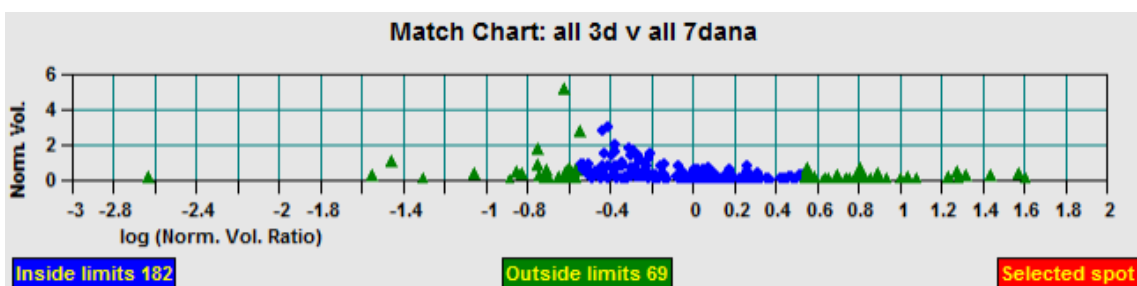 Match Chart: all 3d v all 7dana
Norm. Vol.
6
4
2
0
-3 -2.8 -2.4 -2 -1.8 -1.4 -1 -0.8 -0.4 0 0.2 0.4 0.6 0.8 1 1.2 1.4 1.6 1.8 2
log (Norm. Vol. Ratio)
Inside limits 182 Outside limits 69 Selected spot